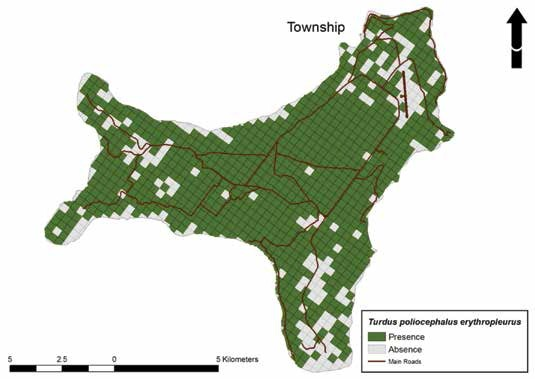 Township
Turdus poliocephalus erythropleurus
Presence
Absence
Main Roads
5 2.5 0 5 Kilometers